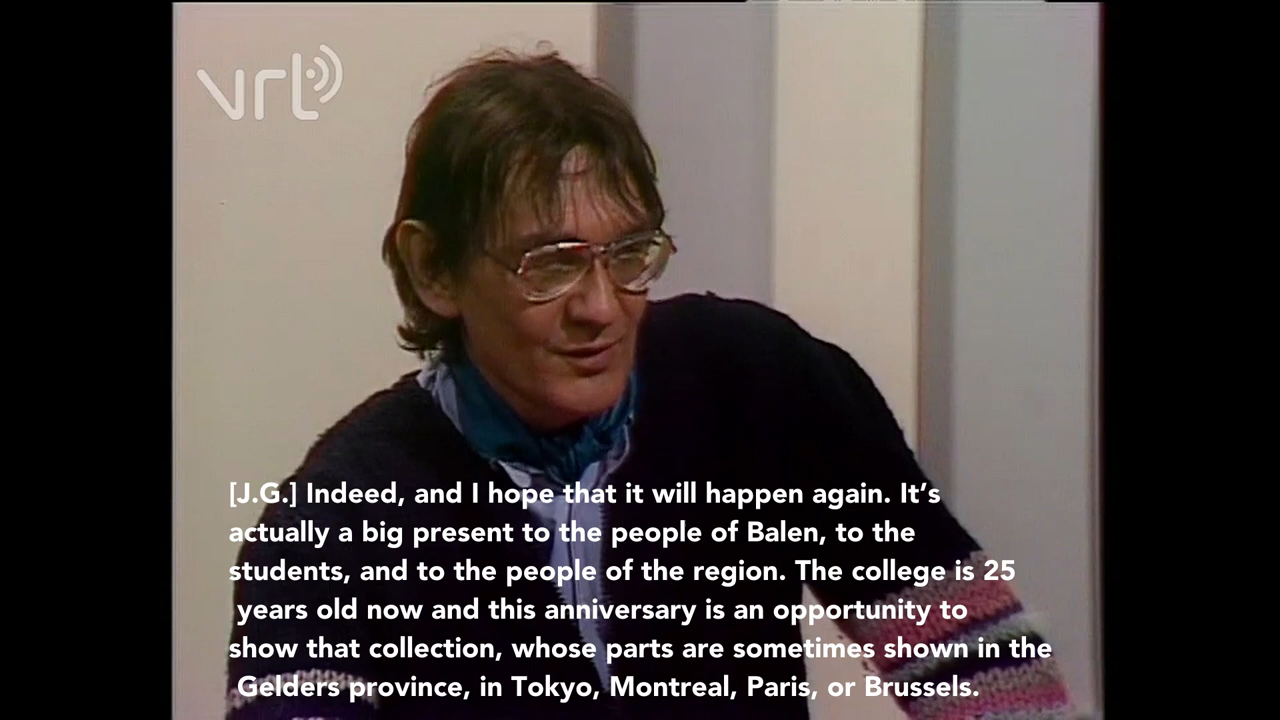 vrt
[J.G.] Indeed, and I hope that it will happen again. It’s
actually a big present to the people of Balen, to the
students, and to the people of the region. The college is 25
years old now and this anniversary is an opportunity to
show that collection, whose parts are sometimes shown in the
Gelders province, in Tokyo, Montreal, Paris, or Brussels.